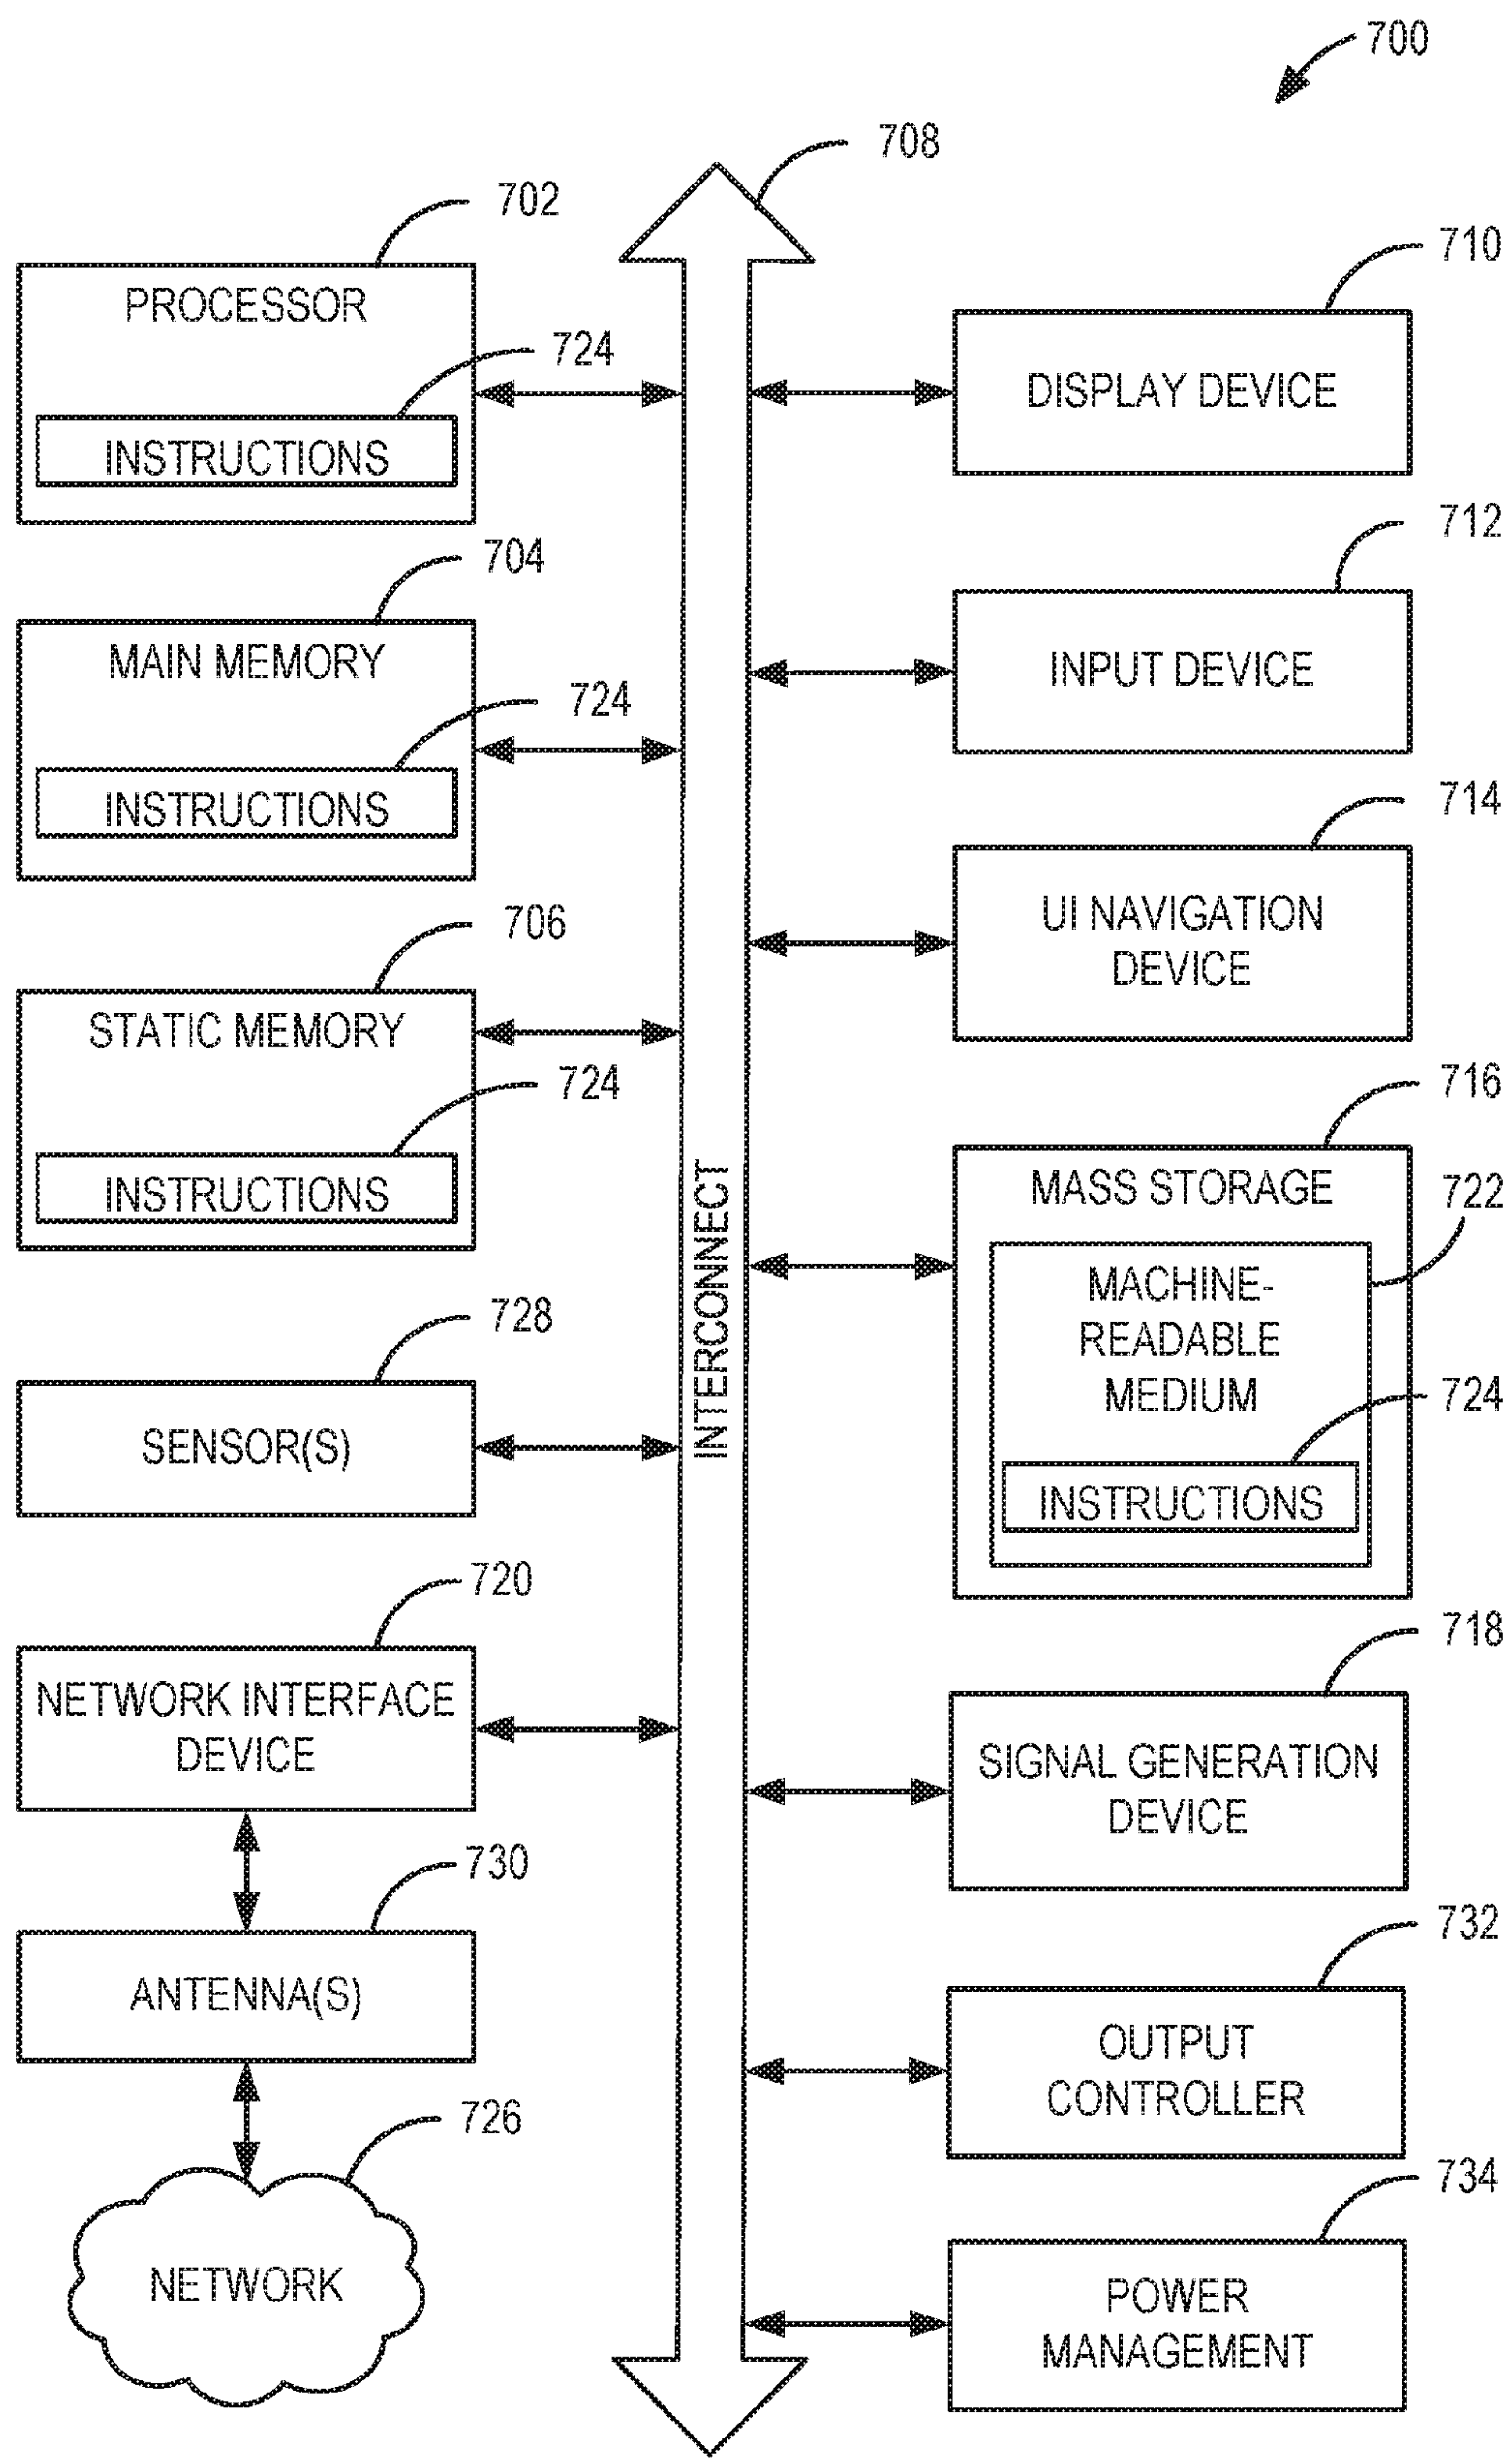 700
708
702
PROCESSOR
724
INSTRUCTIONS
704
MAIN MEMORY
724
INSTRUCTIONS
706
STATIC MEMORY
724
INSTRUCTIONS
728
SENSOR(S)
720
NETWORK INTERFACE
DEVICE
730
ANTENNA(S)
726
NETWORK
INTERCONNECT
710
DISPLAY DEVICE
712
INPUT DEVICE
714
UI NAVIGATION
DEVICE
716
MASS STORAGE
722
MACHINE-
READABLE
MEDIUM
724
INSTRUCTIONS
718
SIGNAL GENERATION
DEVICE
732
OUTPUT
CONTROLLER
734
POWER
MANAGEMENT